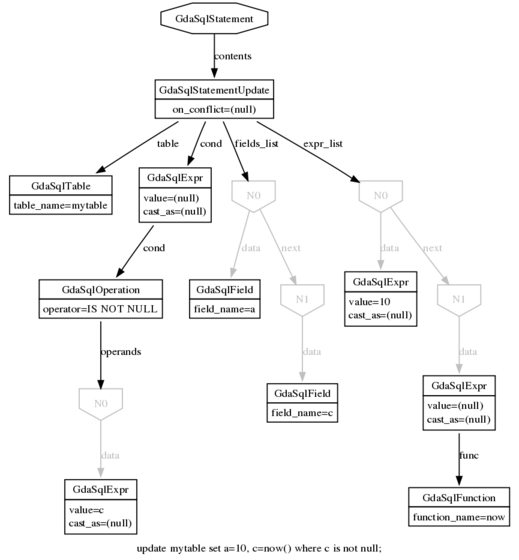 GdaSqlStatement
contents
GdaSqlStatementUpdate
on_conflict=(null)
table
cond
fields_list
expr_list
GdaSqlTable
table_name=mytable
GdaSqlExpr
value=(null)
cast_as=(null)
N0
N0
cond
data
next
data
next
GdaSqlOperation
operator=IS NOT NULL
GdaSqlField
field_name=a
N1
GdaSqlExpr
value=10
cast_as=(null)
N1
operands
data
data
N0
GdaSqlField
field_name=c
GdaSqlExpr
value=(null)
cast_as=(null)
data
func
GdaSqlExpr
value=c
cast_as=(null)
GdaSqlFunction
function_name=now
update mytable set a=10, c=now() where c is not null;